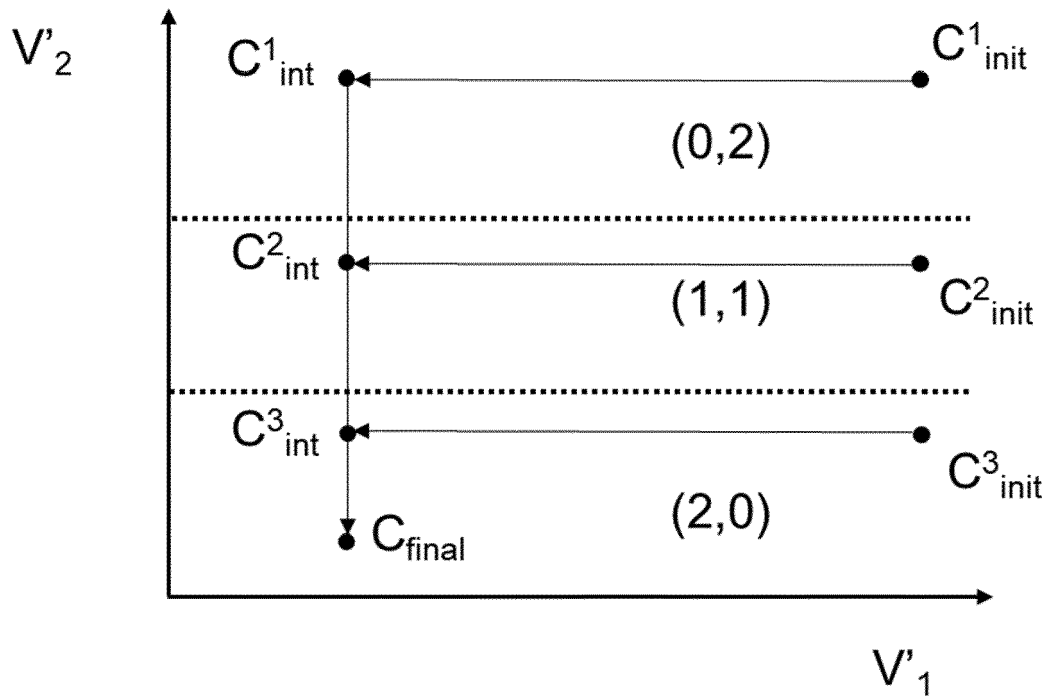 V’2
C1int
C1init
(0,2)
C2int
(1,1)
C2init
C3int
C3init
(2,0)
Cfinal
V’1